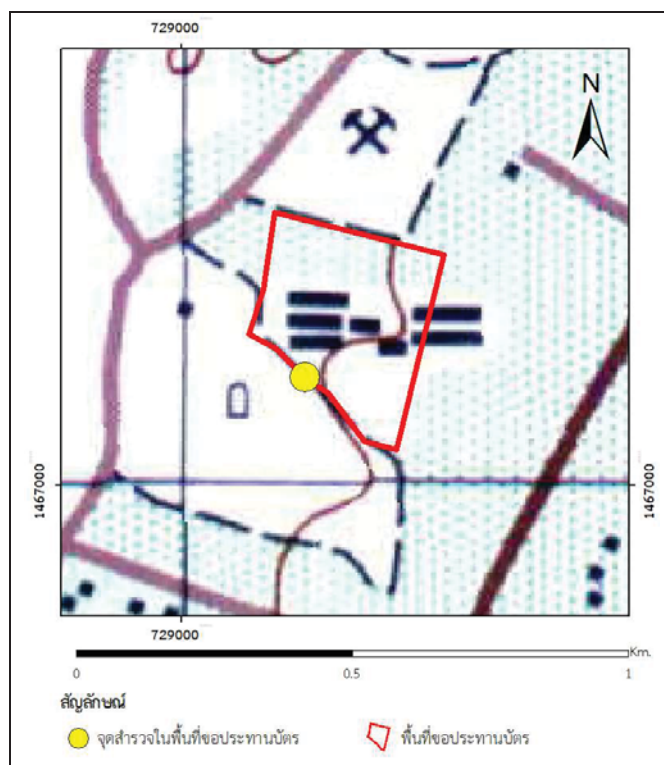 729000
N
1467000 1467000
729000
Km.
0 0.5 1
สัญลักษณ์
จุดสำรวจในพื้นที่ขอประทานบัตร พื้นที่ขอประทานบัตร